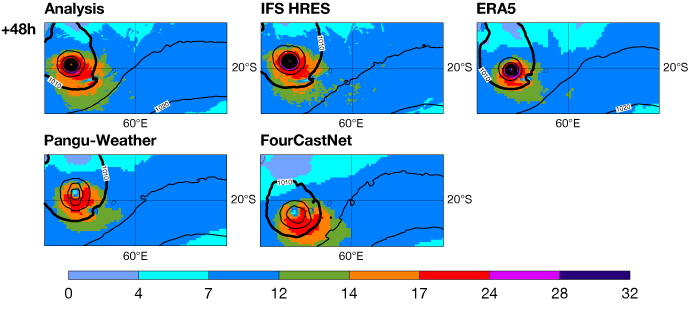 Analysis IFS HRES ERA5
+48h
1010 1020 1010 1010 1020
20°S 20°S
60°E 60°E 60°E
Pangu-Weather FourCastNet
1010 1010
20°S 20°S
60°E 60°E
0 4 7 12 14 17 24 28 32